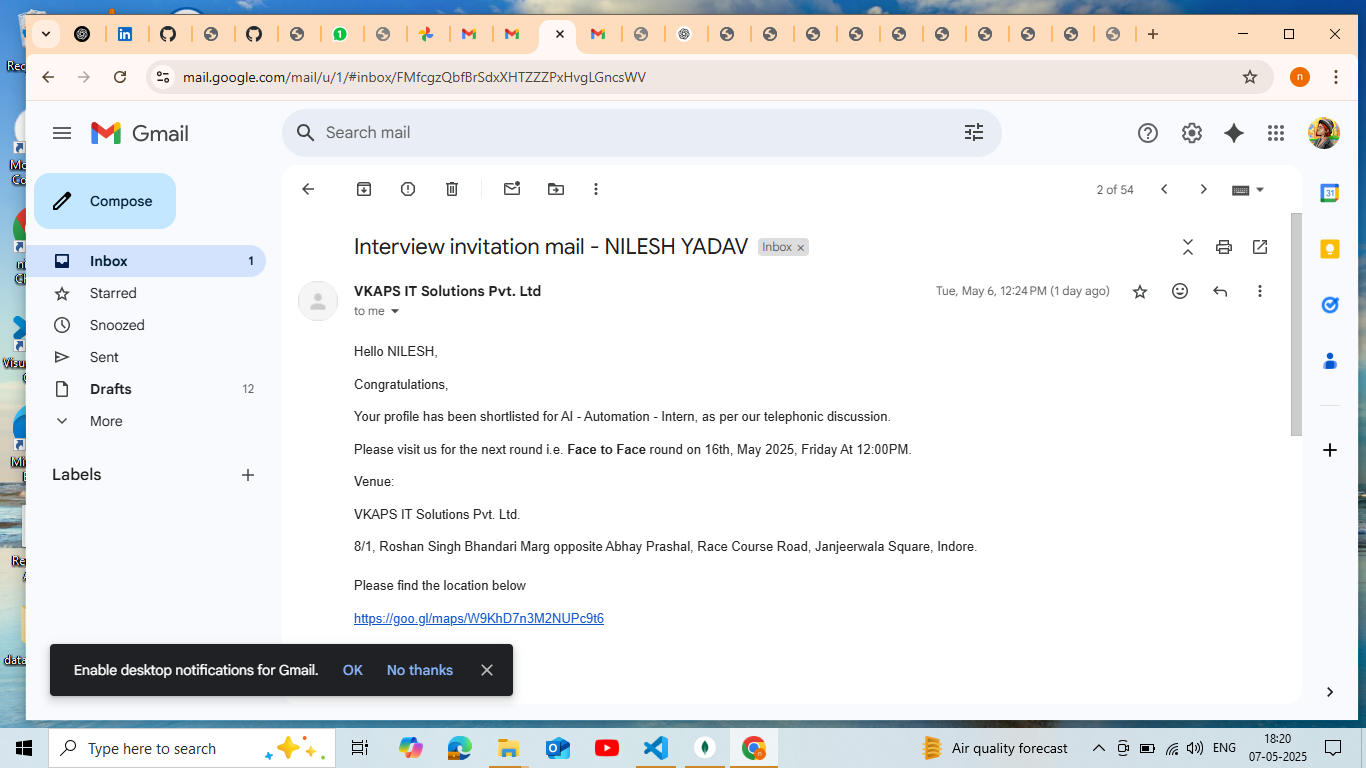 mail.google.com/mail/u/1/#inbox/FMfcgzQbfBrSdxXHTZZZPxHvgLGncsWV
n
Gmail
Search mail
Compose
2 of 54
Interview invitation mail - NILESH YADAV
Inbox ×
Inbox 1
Starred
Snoozed
Sent
Drafts 12
More
Labels
VKAPS IT Solutions Pvt. Ltd
Tue, May 6, 12:24 PM (1 day ago)
to me
Hello NILESH,
Congratulations,
Your profile has been shortlisted for AI - Automation - Intern, as per our telephonic discussion.
Please visit us for the next round i.e. Face to Face round on 16th, May 2025, Friday At 12:00PM.
Venue:
VKAPS IT Solutions Pvt. Ltd.
8/1, Roshan Singh Bhandari Marg opposite Abhay Prashal, Race Course Road, Janjeerwala Square, Indore.
Please find the location below
https://goo.gl/maps/W9KhD7n3M2NUPc9t6
Enable desktop notifications for Gmail. OK No thanks
31
Type here to search
Air quality forecast
ENG
18:20
07-05-2025